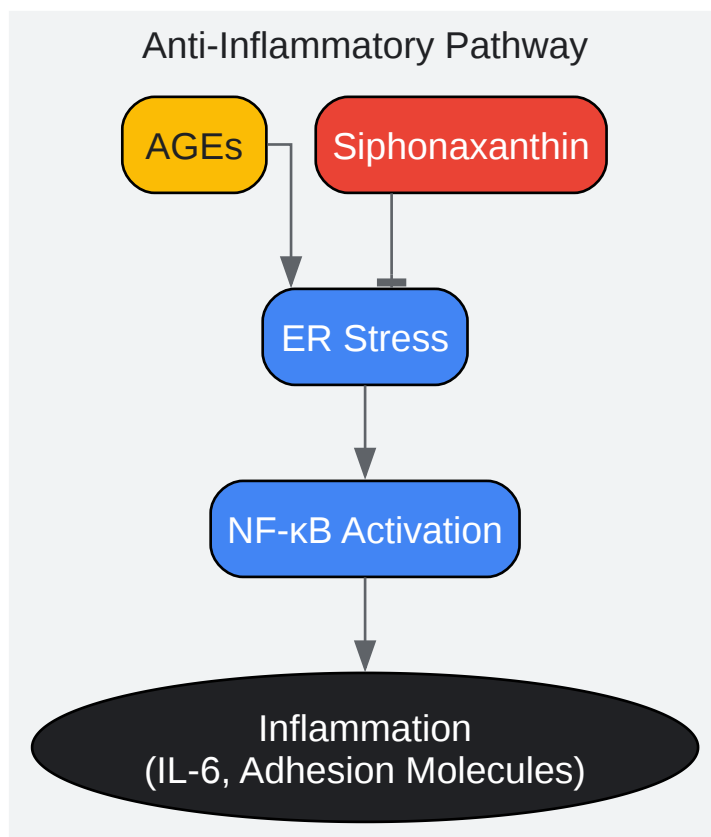 Anti-Inflammatory Pathway
AGEs
Siphonaxanthin
ER Stress
NF-κB Activation
Inflammation
(IL-6, Adhesion Molecules)